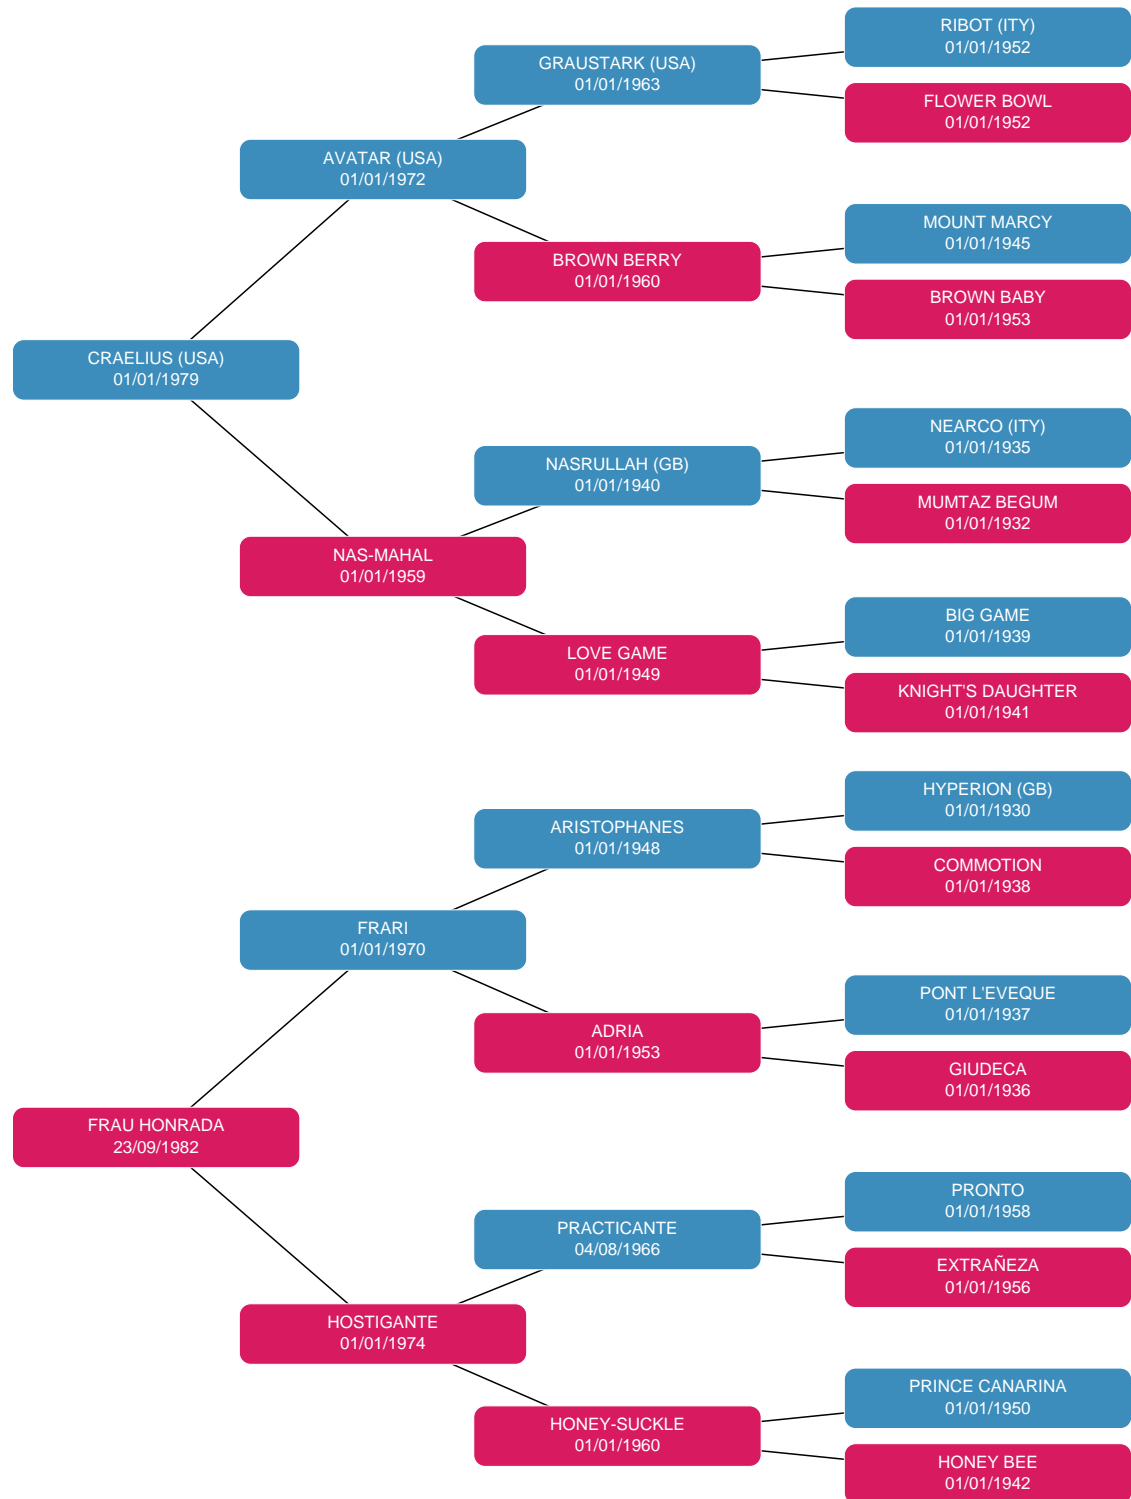 RIBOT (ITY)
01/01/1952
GRAUSTARK (USA)
01/01/1963
FLOWER BOWL
01/01/1952
AVATAR (USA)
01/01/1972
MOUNT MARCY
01/01/1945
BROWN BERRY
01/01/1960
BROWN BABY
01/01/1953
CRAELIUS (USA)
01/01/1979
NEARCO (ITY)
01/01/1935
NASRULLAH (GB)
01/01/1940
MUMTAZ BEGUM
01/01/1932
NAS-MAHAL
01/01/1959
BIG GAME
01/01/1939
LOVE GAME
01/01/1949
KNIGHT'S DAUGHTER
01/01/1941
HYPERION (GB)
01/01/1930
ARISTOPHANES
01/01/1948
COMMOTION
01/01/1938
FRARI
01/01/1970
PONT L'EVEQUE
01/01/1937
ADRIA
01/01/1953
GIUDECA
01/01/1936
FRAU HONRADA
23/09/1982
PRONTO
01/01/1958
PRACTICANTE
04/08/1966
EXTRAÑEZA
01/01/1956
HOSTIGANTE
01/01/1974
PRINCE CANARINA
01/01/1950
HONEY-SUCKLE
01/01/1960
HONEY BEE
01/01/1942